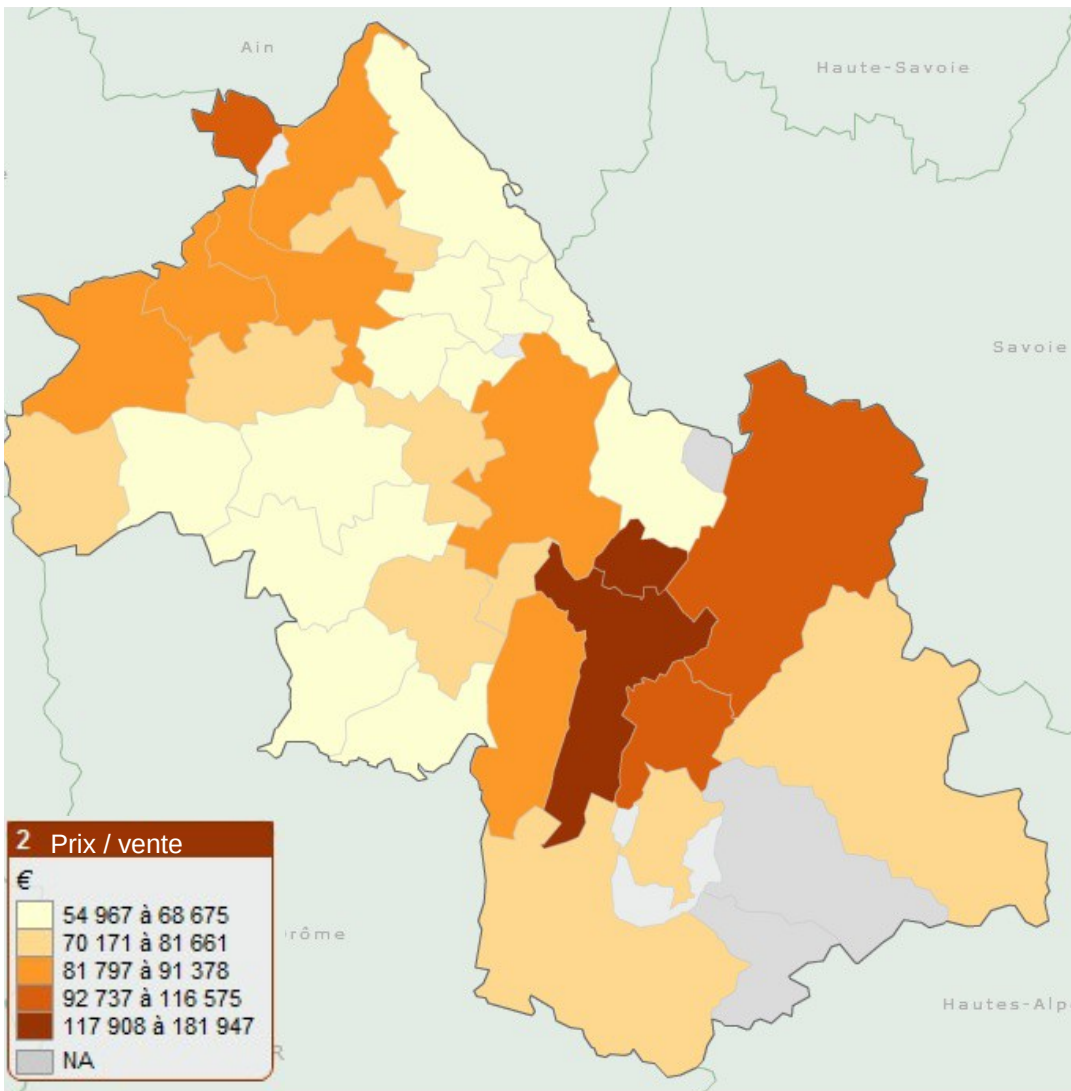 Ain
Haute-Savoie
Savoie
2 Prix / vente
€
54 967 à 68 675
70 171 à 81 661
81 797 à 91 378
92 737 à 116 575
117 908 à 181 947
NA
rôme
Hautes-Alp
R